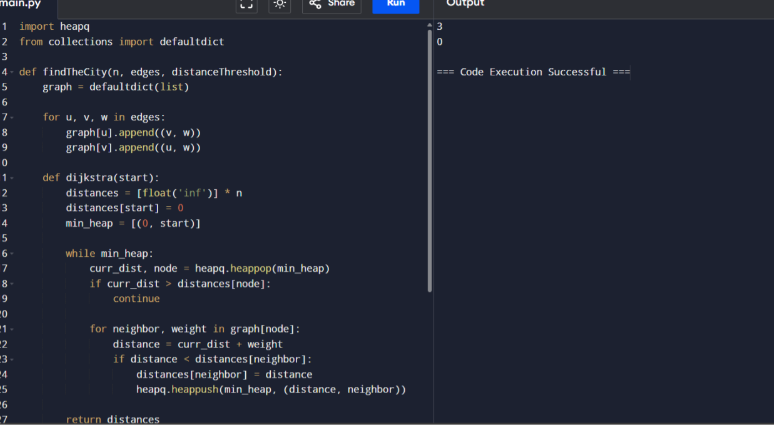 main.py
Share
Run
Output
1 import heapq
2 from collections import defaultdict
3
4 def findTheCity(n, edges, distanceThreshold):
5 graph = defaultdict(list)
6
7 for u, v, w in edges:
8 graph[u].append((v, w))
9 graph[v].append((u, w))
0
1 def dijkstra(start):
2 distances = [float('inf')] * n
3 distances[start] = 0
4 min_heap = [(0, start)]
5
6 while min_heap:
7 curr_dist, node = heapq.heappop(min_heap)
8 if curr_dist > distances[node]:
9 continue
20
21 for neighbor, weight in graph[node]:
22 distance = curr_dist + weight
23 if distance < distances[neighbor]:
24 distances[neighbor] = distance
25 heapq.heappush(min_heap, (distance, neighbor))
26
27 return distances
3
0
=== Code Execution Successful ===